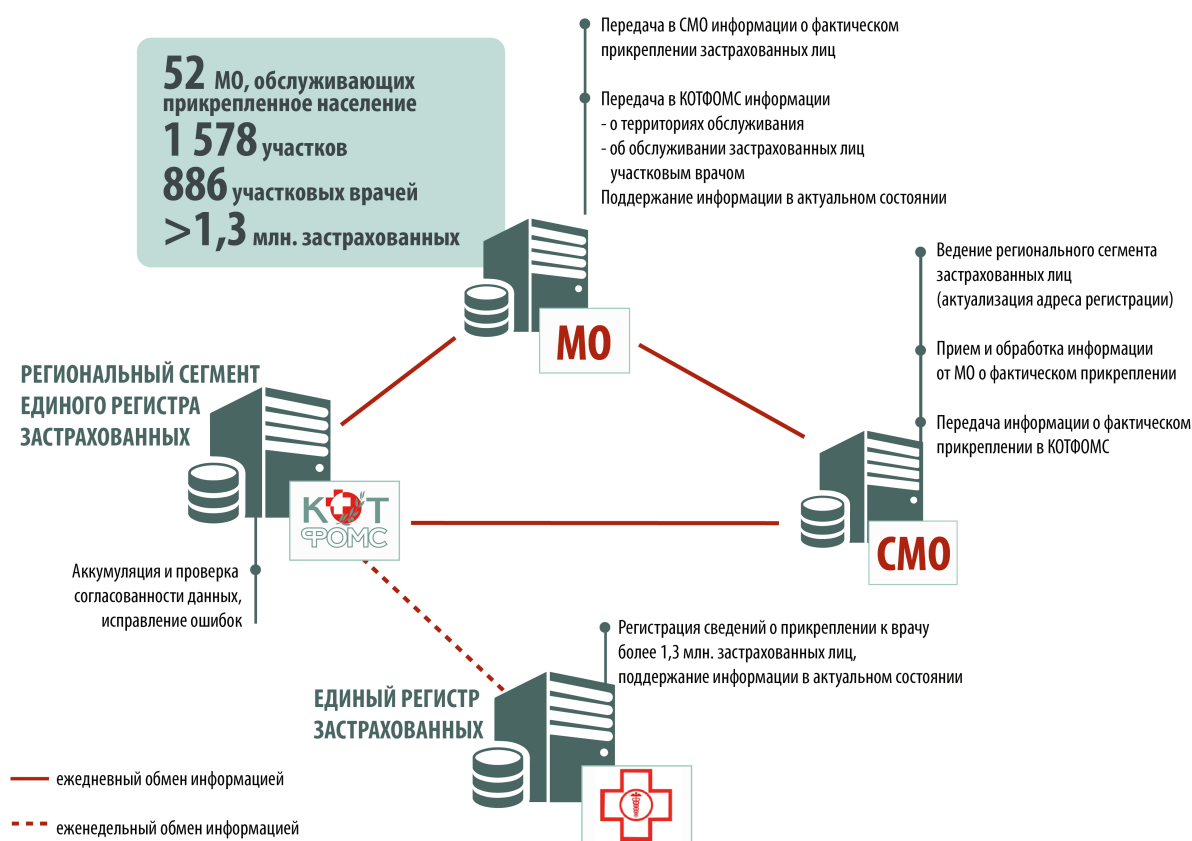 52 МО, обслуживающих
прикрепленное население
1 578 участков
886 участковых врачей
>1,3 млн. застрахованных
Передача в СМО информации о фактическом
прикреплении застрахованных лиц
Передача в КОТФОМС информации
- о территориях обслуживания
- об обслуживании застрахованных лиц
участковым врачом
Поддержание информации в актуальном состоянии
МО
Ведение регионального сегмента
застрахованных лиц
(актуализация адреса регистрации)
Прием и обработка информации
от МО о фактическом прикреплении
Передача информации о фактическом
прикреплении в КОТФОМС
СМО
РЕГИОНАЛЬНЫЙ СЕГМЕНТ
ЕДИНОГО РЕГИСТРА
ЗАСТРАХОВАННЫХ
КОТ
ФОМС
Аккумуляция и проверка
согласованности данных,
исправление ошибок
Регистрация сведений о прикреплении к врачу
более 1,3 млн. застрахованных лиц,
поддержание информации в актуальном состоянии
ЕДИНЫЙ РЕГИСТР
ЗАСТРАХОВАННЫХ
ежедневный обмен информацией
еженедельный обмен информацией